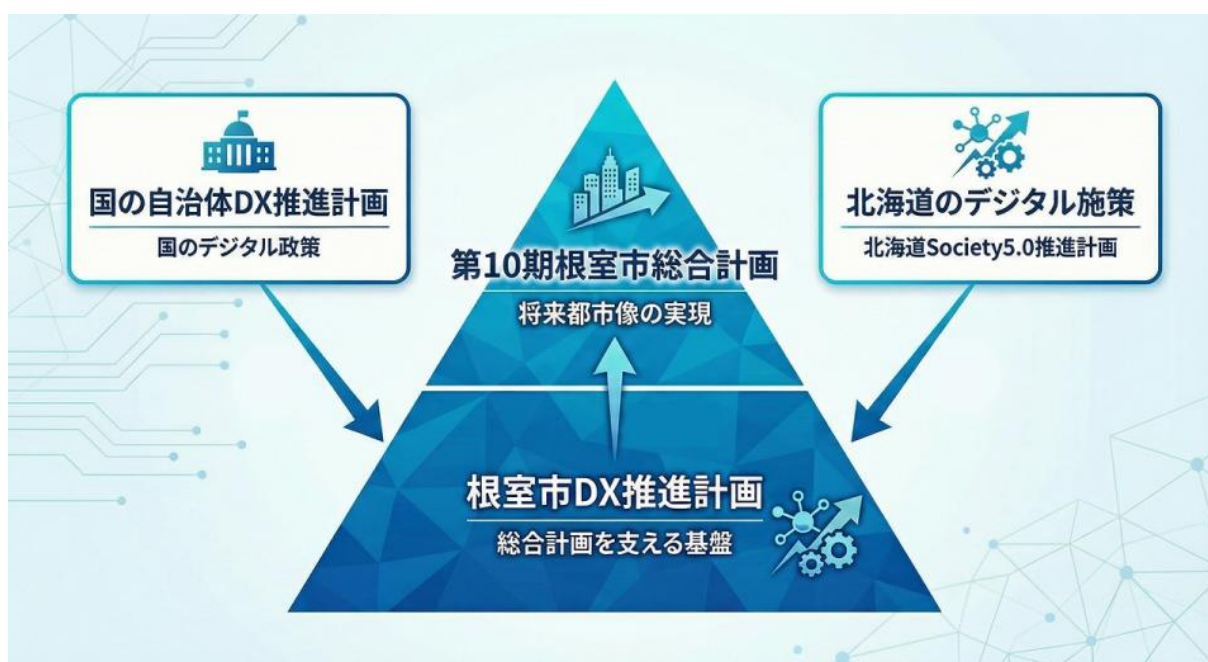 国の自治体DX推進計画
国のデジタル政策
第10期根室市総合計画
将来都市像の実現
北海道のデジタル施策
北海道Society5.0推進計画
根室市DX推進計画
総合計画を支える基盤